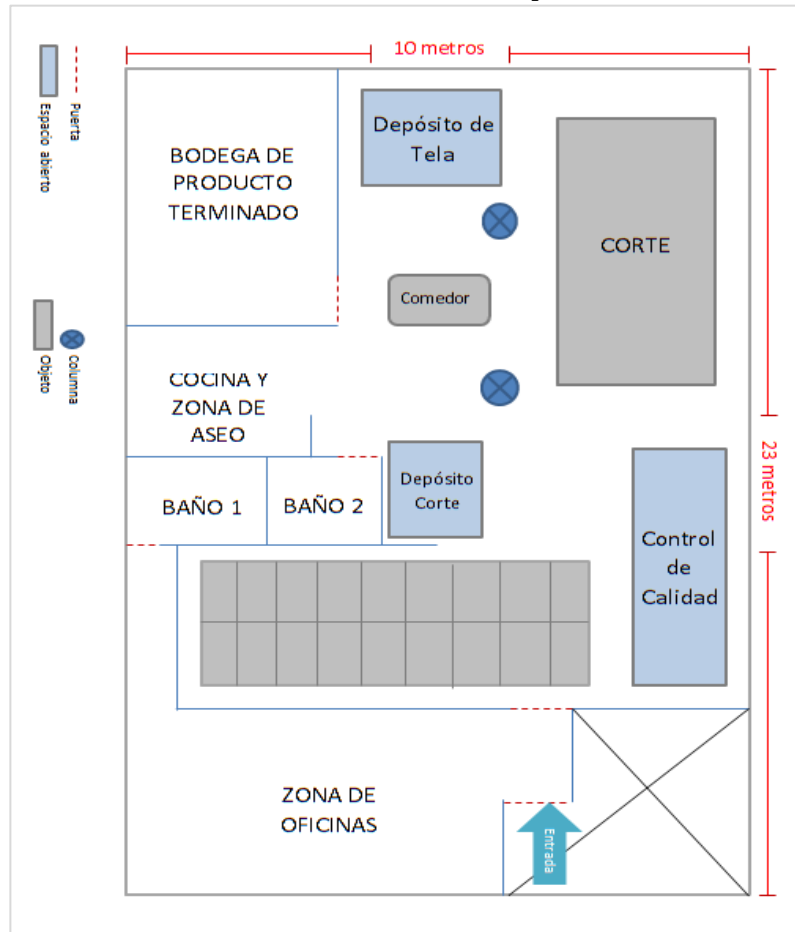 10 metros
Puerta
Espacio abierto
Columna
Objeto
BODEGA DE
PRODUCTO
TERMINADO
Depósito de
Tela
CORTE
Comedor
COCINA Y
ZONA DE
ASEO
BAÑO 1
BAÑO 2
Depósito
Corte
23 metros
Control
de
Calidad
ZONA DE
OFICINAS
Entrada